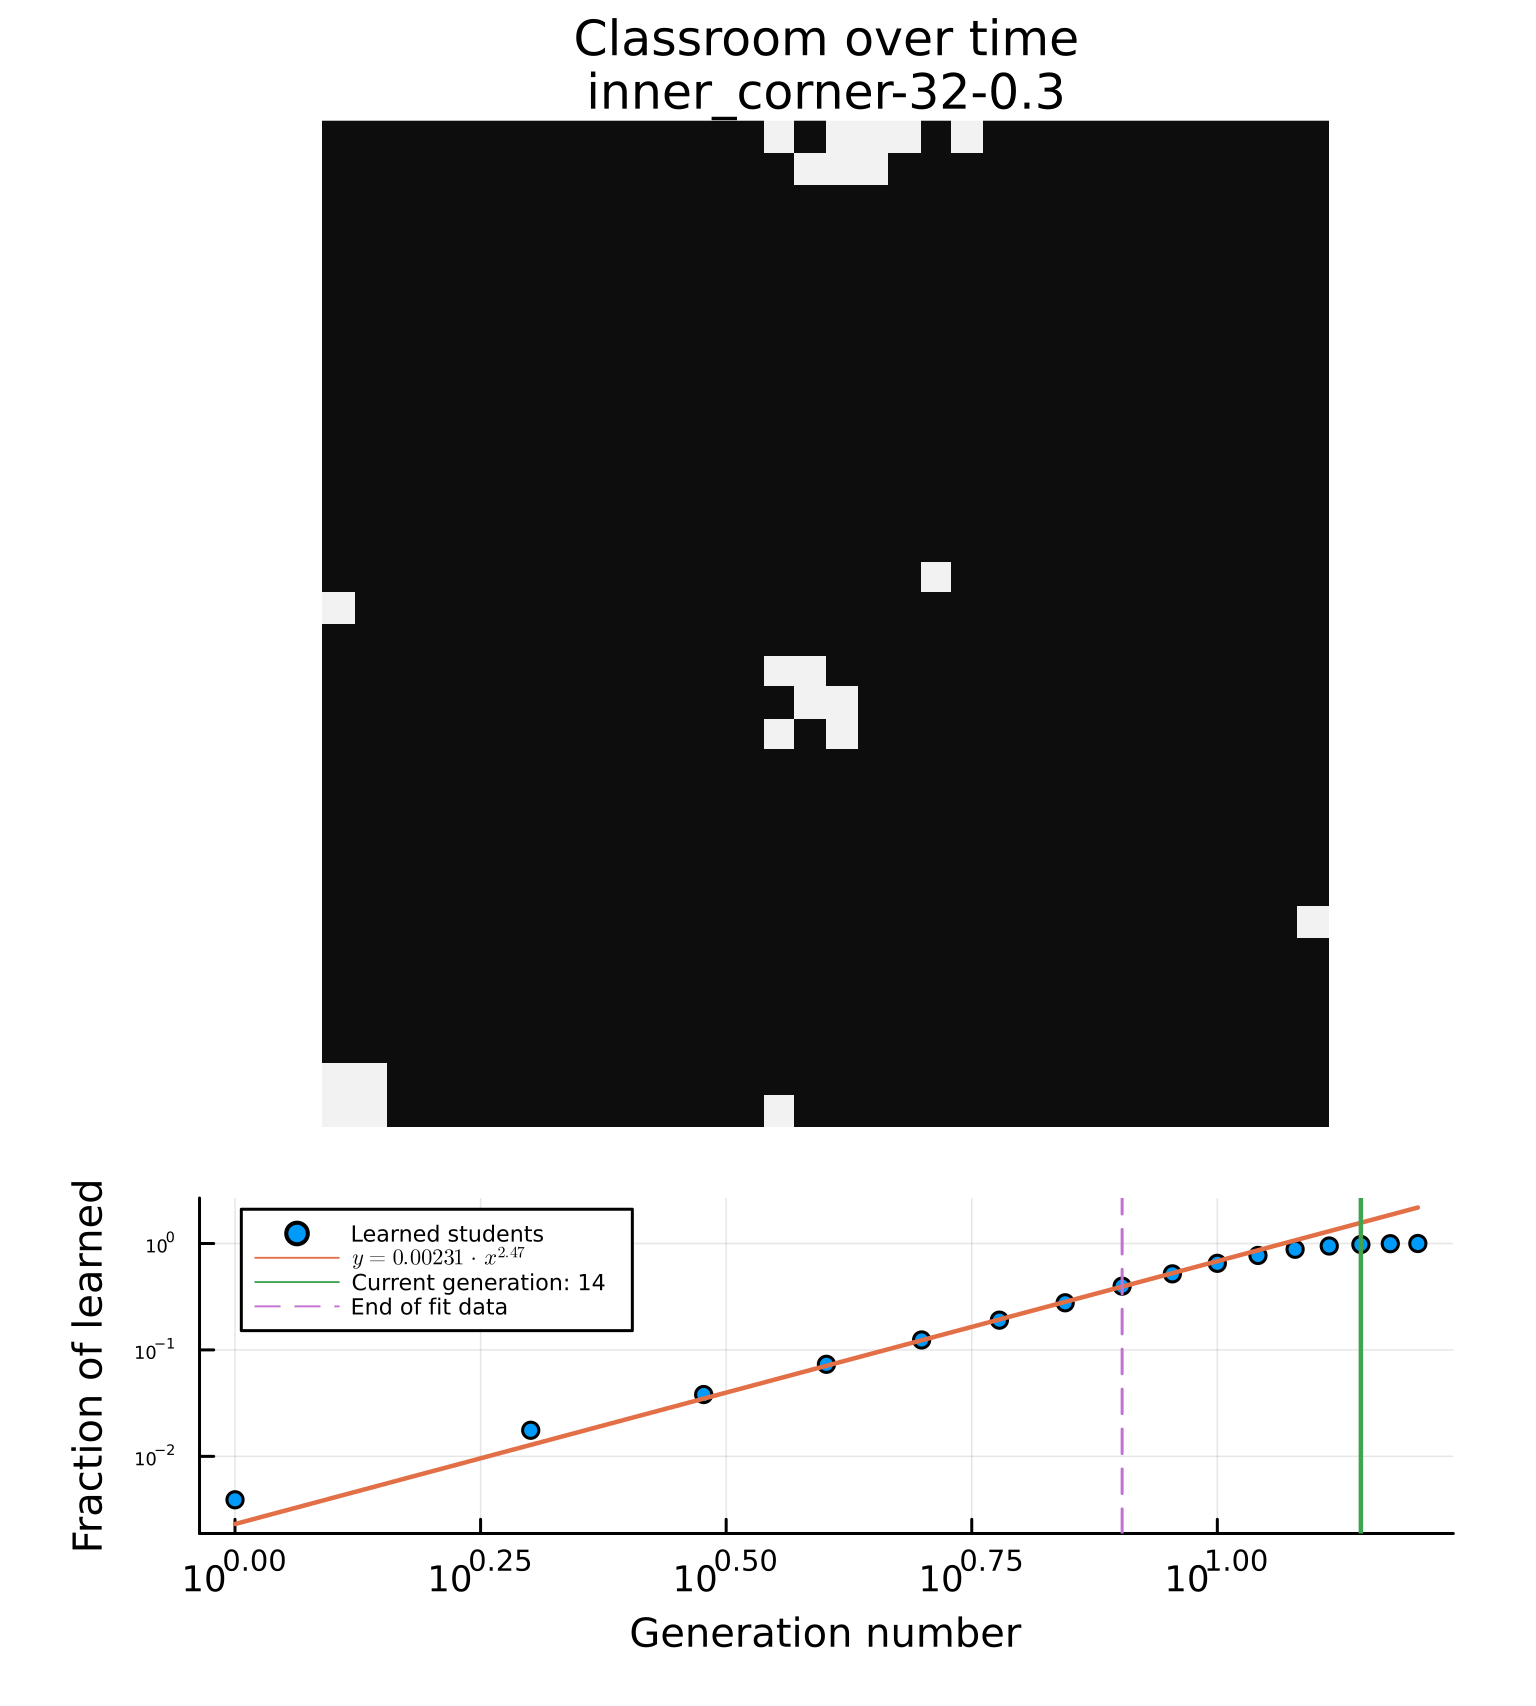 Classroom over time
inner_corner-32-0.3
Fraction of learned
10^0
10^-1
10^-2
Learned students
y = 0.00231 · x^2.47
Current generation: 14
End of fit data
10^0.00 10^0.25 10^0.50 10^0.75 10^1.00
Generation number